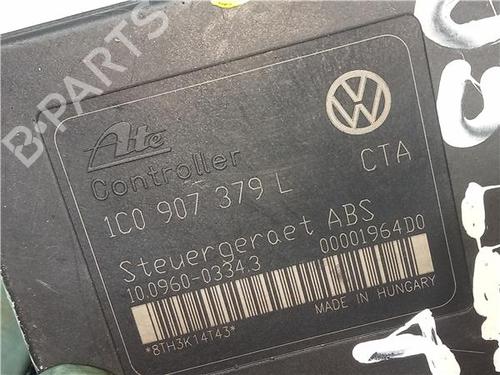 B-PARTS
Ate
Controller
1C0 907 379 L CTA
Steuergeraet ABS
10.0960-0334.3 00001964D0
*8TH3K14T43*
MADE IN HUNGARY